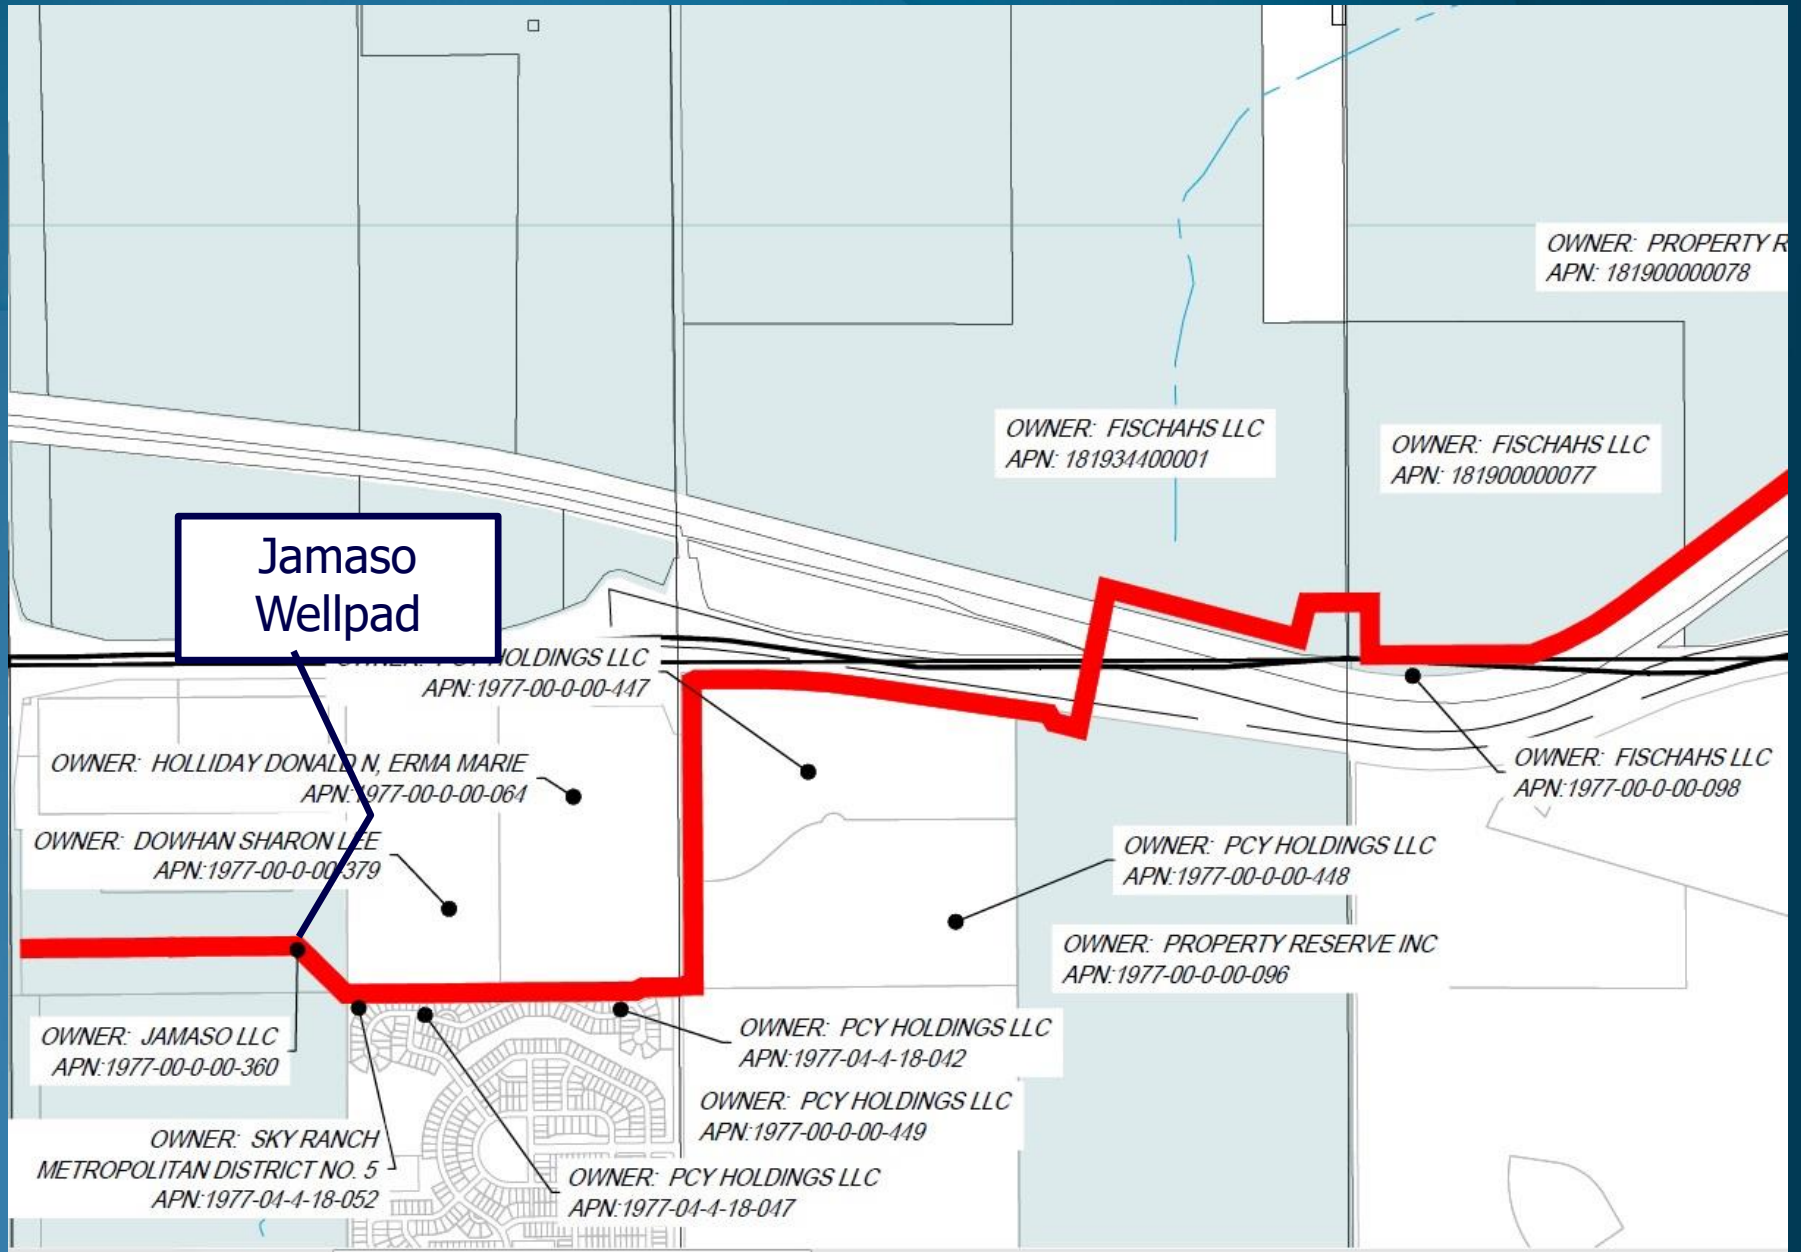 OWNER: PROPERTY R
APN: 181900000078
OWNER: FISCHAHS LLC
APN: 181934400001
OWNER: FISCHAHS LLC
APN: 181900000077
Jamaso
Wellpad
OWNER: PCY HOLDINGS LLC
APN:1977-00-0-00-447
OWNER: HOLLIDAY DONALD N, ERMA MARIE
APN:1977-00-0-00-064
OWNER: FISCHAHS LLC
APN:1977-00-0-00-098
OWNER: DOWHAN SHARON LEE
APN:1977-00-0-00-379
OWNER: PCY HOLDINGS LLC
APN:1977-00-0-00-448
OWNER: PROPERTY RESERVE INC
APN:1977-00-0-00-096
OWNER: JAMASO LLC
APN:1977-00-0-00-360
OWNER: PCY HOLDINGS LLC
APN:1977-04-4-18-042
OWNER: PCY HOLDINGS LLC
APN:1977-00-0-00-449
OWNER: SKY RANCH
METROPOLITAN DISTRICT NO. 5
APN:1977-04-4-18-052
OWNER: PCY HOLDINGS LLC
APN:1977-04-4-18-047